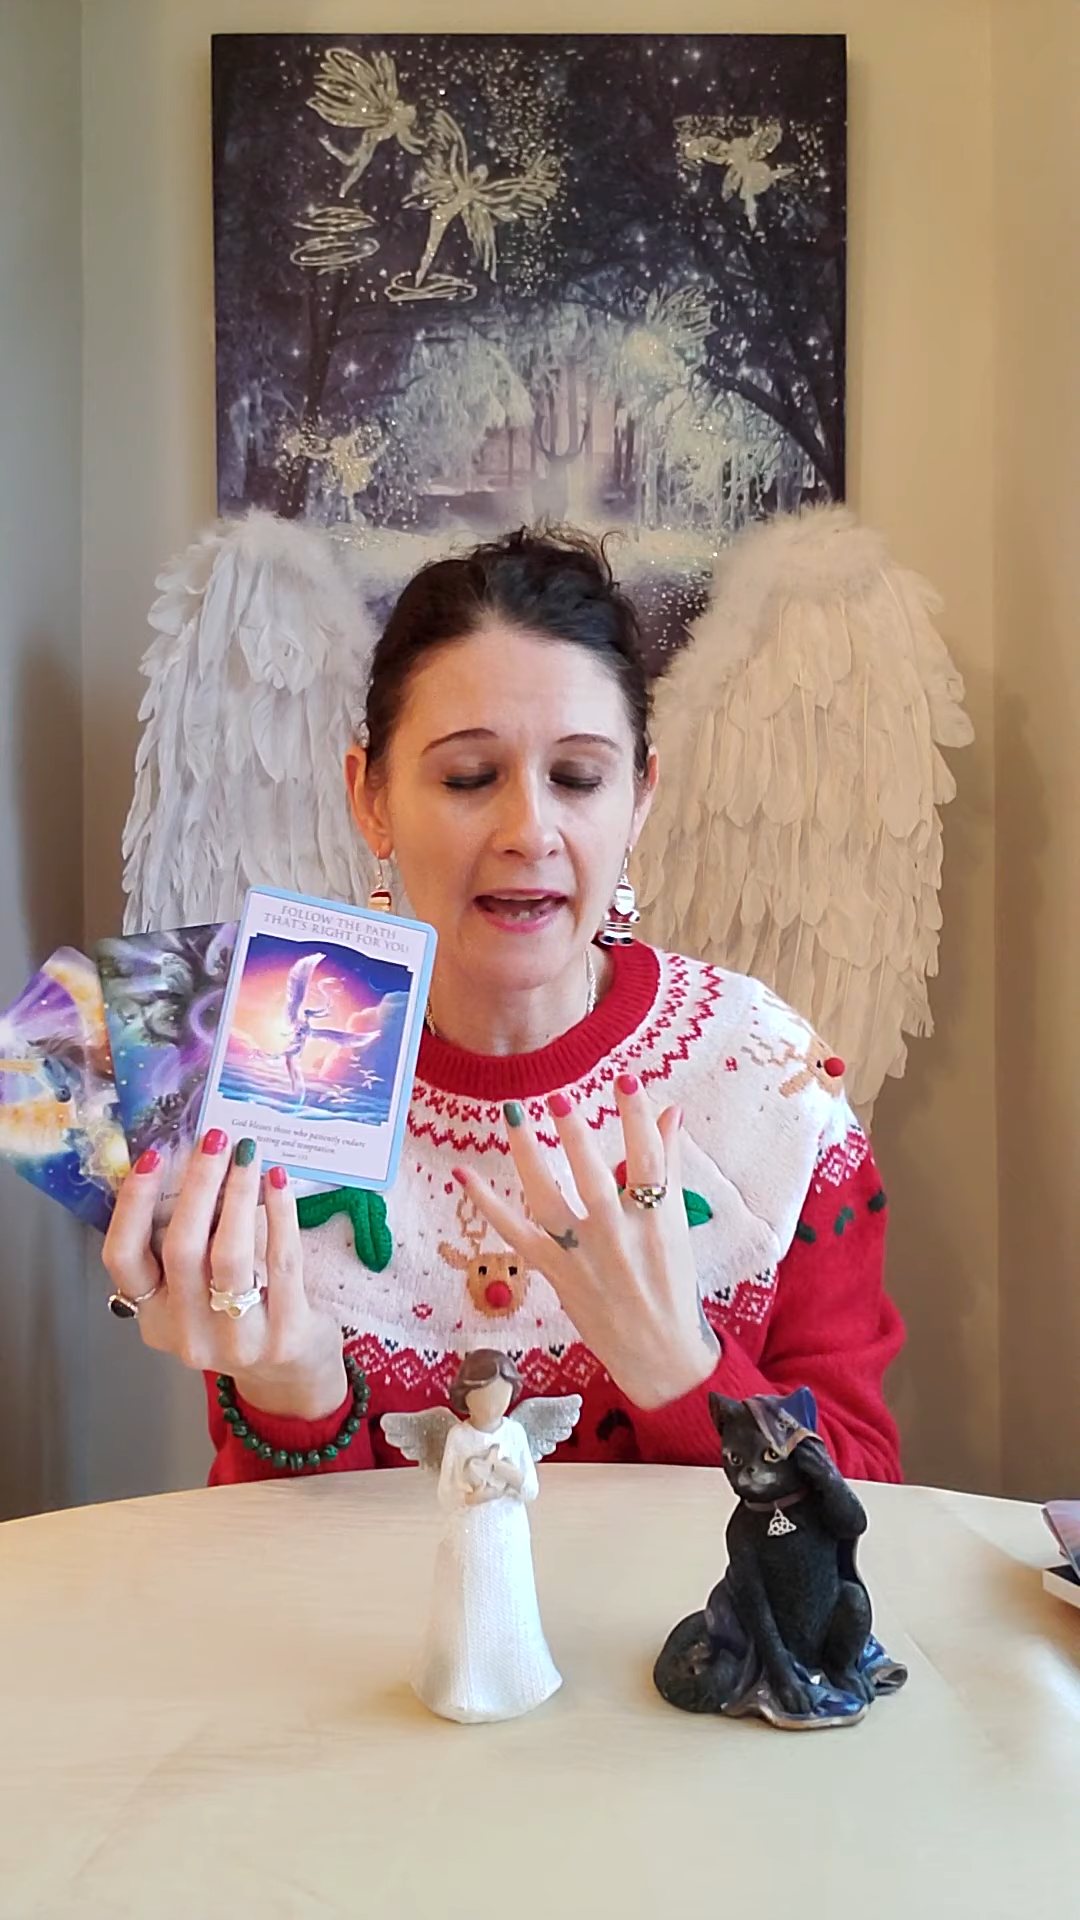 FOLLOW THE PATH
THAT'S RIGHT FOR YOU
God blesses those who patiently endure
testing and temptation.